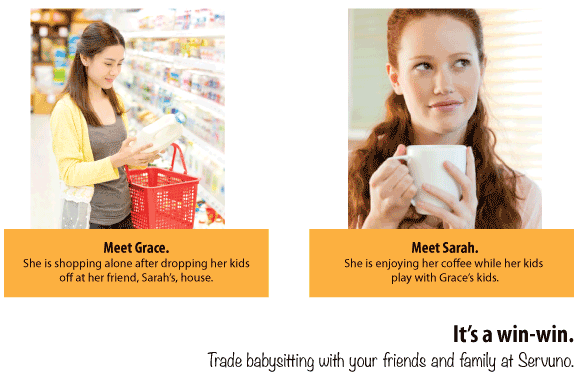 Meet Grace.
She is shopping alone after dropping her kids
off at her friend, Sarah's, house.
Meet Sarah.
She is enjoying her coffee while her kids
play with Grace's kids.
It's a win-win.
Trade babysitting with your friends and family at Servuno.